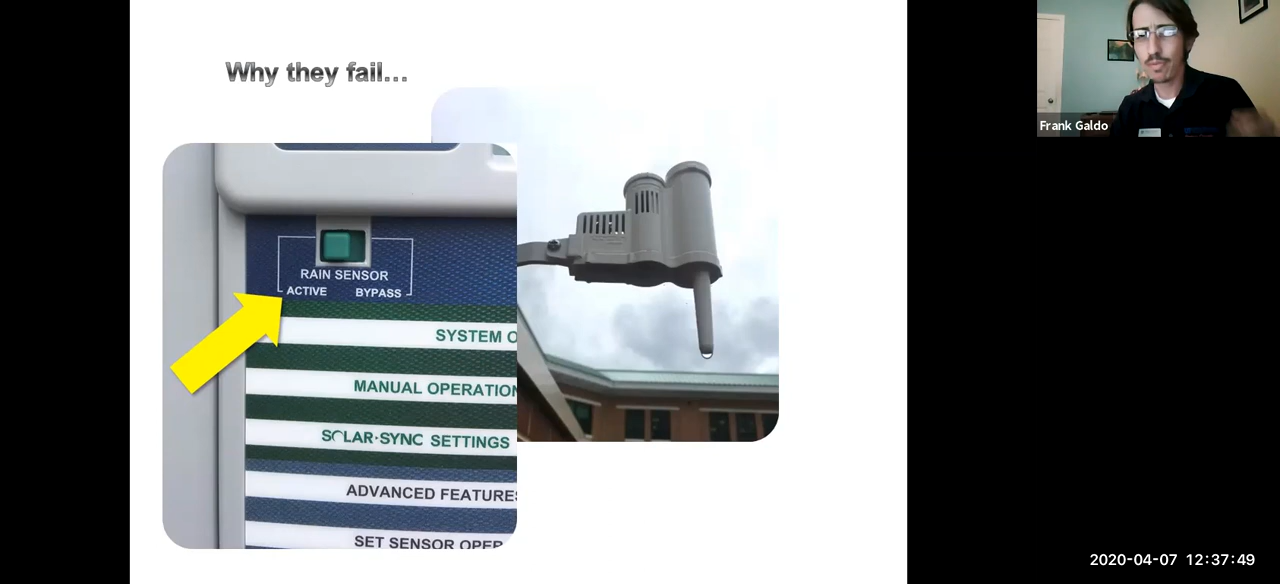 Why they fail...
RAIN SENSOR
ACTIVE BYPASS
SYSTEM O
MANUAL OPERATION
SOLAR·SYNC SETTINGS
ADVANCED FEATURES
SET SENSOR OPER
Frank Galdo
2020-04-07 12:37:49